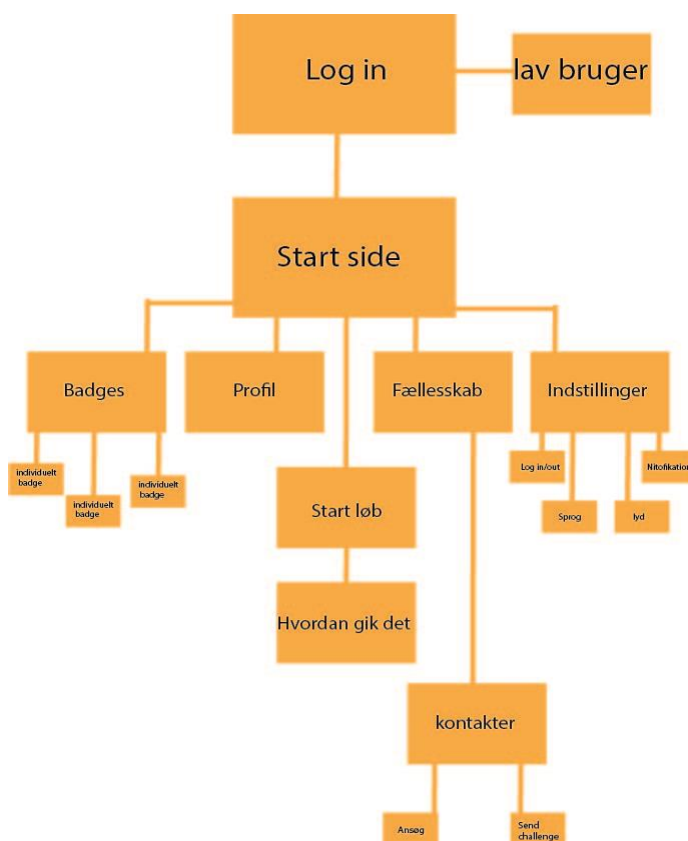 Log in
lav bruger
Start side
Badges
Profil
Fællesskab
Indstillinger
individuelt
badge
individuelt
badge
individuelt
badge
Log in/out
Nitofikation
Sprog
lyd
Start løb
Hvordan gik det
kontakter
Ansøg
Send
challenge